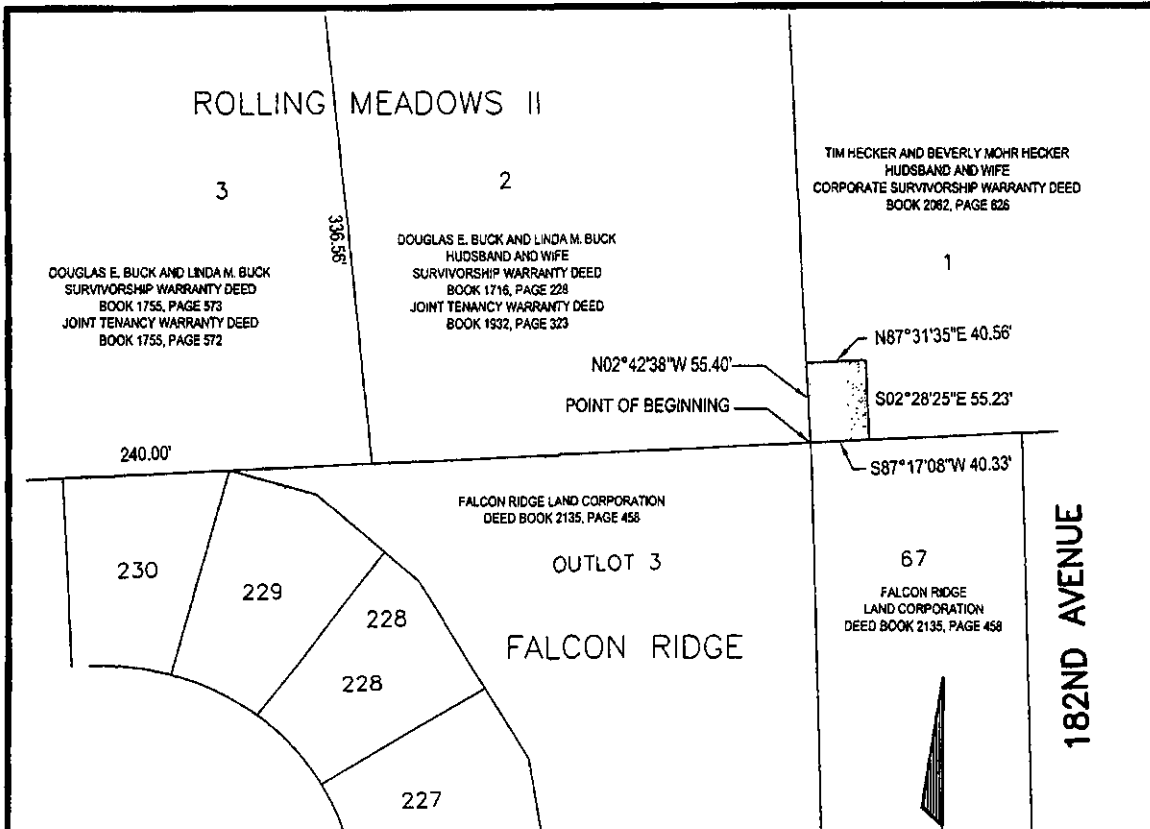 ROLLING MEADOWS II
3
2
336.56'
TIM HECKER AND BEVERLY MOHR HECKER
HUDSBAND AND WIFE
CORPORATE SURVIVORSHIP WARRANTY DEED
BOOK 2082, PAGE 826
1
DOUGLAS E. BUCK AND LINDA M. BUCK
SURVIVORSHIP WARRANTY DEED
BOOK 1755, PAGE 573
JOINT TENANCY WARRANTY DEED
BOOK 1755, PAGE 572
DOUGLAS E. BUCK AND LINDA M. BUCK
HUDSBAND AND WIFE
SURVIVORSHIP WARRANTY DEED
BOOK 1716, PAGE 228
JOINT TENANCY WARRANTY DEED
BOOK 1932, PAGE 323
N87°31'35"E 40.56'
N02°42'38"W 55.40'
S02°28'25"E 55.23'
POINT OF BEGINNING
S87°17'08"W 40.33'
240.00'
FALCON RIDGE LAND CORPORATION
DEED BOOK 2135, PAGE 458
OUTLOT 3
FALCON RIDGE
67
FALCON RIDGE
LAND CORPORATION
DEED BOOK 2135, PAGE 458
182ND AVENUE
230
229
228
228
227